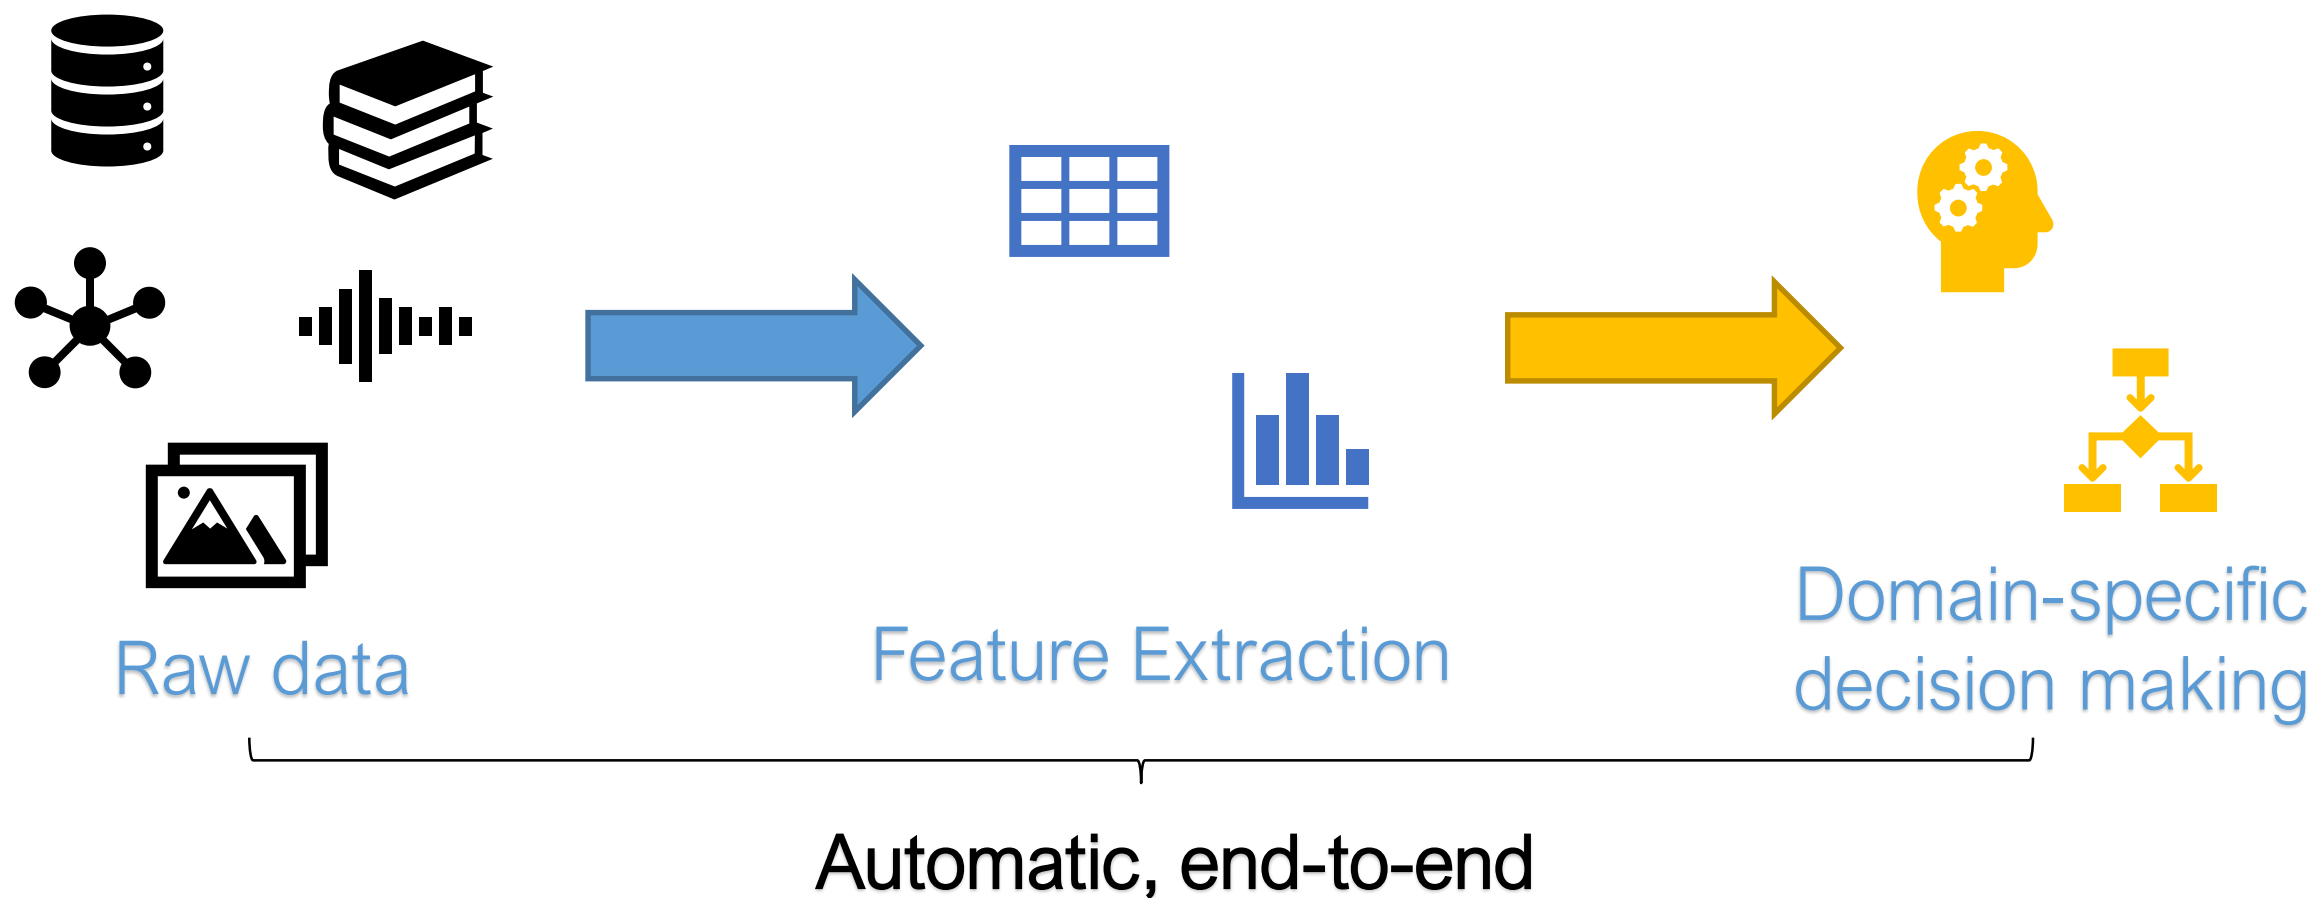 Raw data
Feature Extraction
Domain-specific
decision making
Automatic, end-to-end